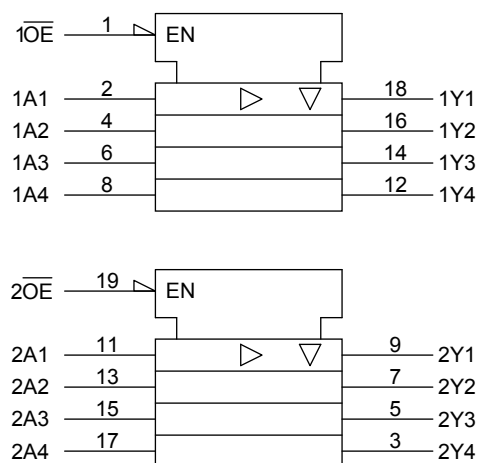 1OE 1 EN
1A1 2 18 1Y1
1A2 4 16 1Y2
1A3 6 14 1Y3
1A4 8 12 1Y4
2OE 19 EN
2A1 11 9 2Y1
2A2 13 7 2Y2
2A3 15 5 2Y3
2A4 17 3 2Y4